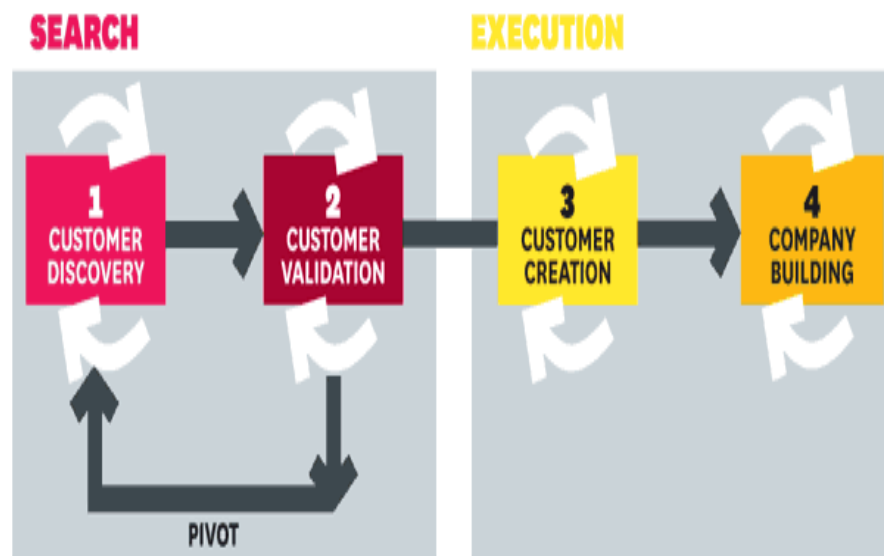 SEARCH
EXECUTION
1
CUSTOMER
DISCOVERY
2
CUSTOMER
VALIDATION
3
CUSTOMER
CREATION
4
COMPANY
BUILDING
PIVOT